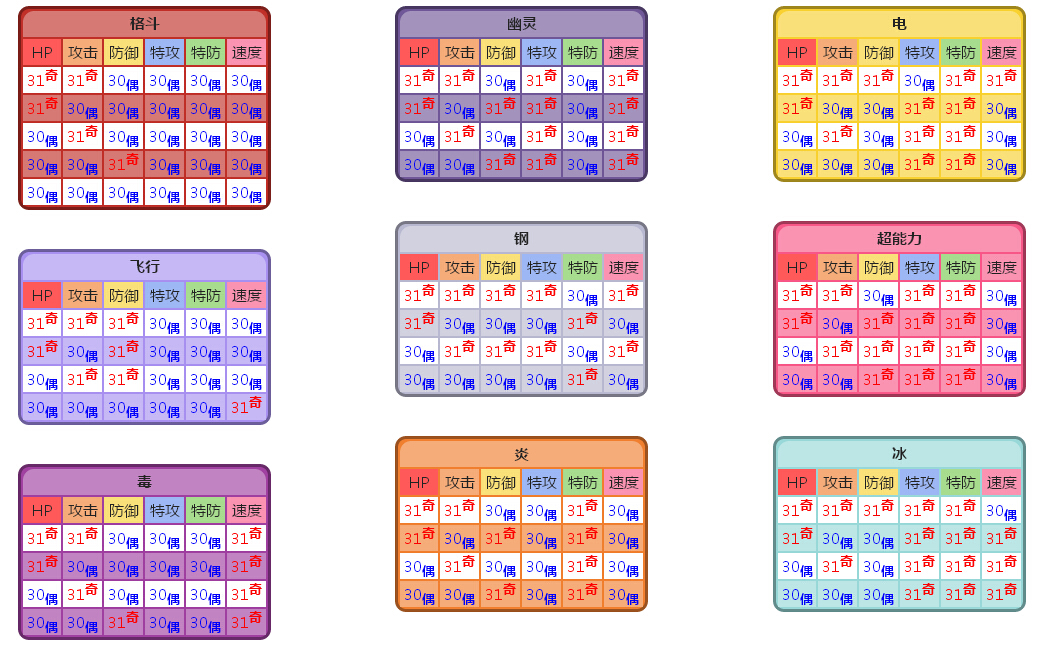 格斗
HP 攻击 防御 特攻 特防 速度
31奇 31奇 30偶 30偶 30偶 30偶
31奇 30偶 30偶 30偶 30偶 30偶
30偶 31奇 30偶 30偶 30偶 30偶
30偶 30偶 31奇 30偶 30偶 30偶
30偶 30偶 30偶 30偶 30偶 30偶
飞行
HP 攻击 防御 特攻 特防 速度
31奇 31奇 31奇 30偶 30偶 30偶
31奇 30偶 31奇 30偶 30偶 30偶
30偶 31奇 31奇 30偶 30偶 30偶
30偶 30偶 30偶 30偶 30偶 31奇
毒
HP 攻击 防御 特攻 特防 速度
31奇 31奇 30偶 30偶 30偶 31奇
31奇 30偶 30偶 30偶 30偶 31奇
30偶 31奇 30偶 30偶 30偶 31奇
30偶 30偶 31奇 30偶 30偶 31奇
幽灵
HP 攻击 防御 特攻 特防 速度
31奇 31奇 30偶 31奇 30偶 31奇
31奇 30偶 31奇 31奇 30偶 31奇
30偶 31奇 30偶 31奇 30偶 31奇
30偶 30偶 31奇 31奇 30偶 31奇
钢
HP 攻击 防御 特攻 特防 速度
31奇 31奇 31奇 31奇 30偶 31奇
31奇 30偶 30偶 30偶 31奇 30偶
30偶 31奇 31奇 31奇 30偶 31奇
30偶 30偶 30偶 30偶 31奇 30偶
炎
HP 攻击 防御 特攻 特防 速度
31奇 31奇 30偶 30偶 31奇 30偶
31奇 30偶 31奇 30偶 31奇 30偶
30偶 31奇 30偶 30偶 31奇 30偶
30偶 30偶 31奇 30偶 31奇 30偶
电
HP 攻击 防御 特攻 特防 速度
31奇 31奇 31奇 30偶 31奇 31奇
31奇 30偶 30偶 31奇 31奇 30偶
30偶 31奇 30偶 31奇 31奇 30偶
30偶 30偶 30偶 31奇 31奇 30偶
超能力
HP 攻击 防御 特攻 特防 速度
31奇 31奇 30偶 31奇 31奇 30偶
31奇 30偶 31奇 31奇 31奇 30偶
30偶 31奇 31奇 31奇 31奇 30偶
30偶 30偶 31奇 31奇 31奇 30偶
冰
HP 攻击 防御 特攻 特防 速度
31奇 31奇 31奇 31奇 31奇 30偶
31奇 30偶 30偶 31奇 31奇 31奇
30偶 31奇 30偶 31奇 31奇 31奇
30偶 30偶 30偶 31奇 31奇 31奇